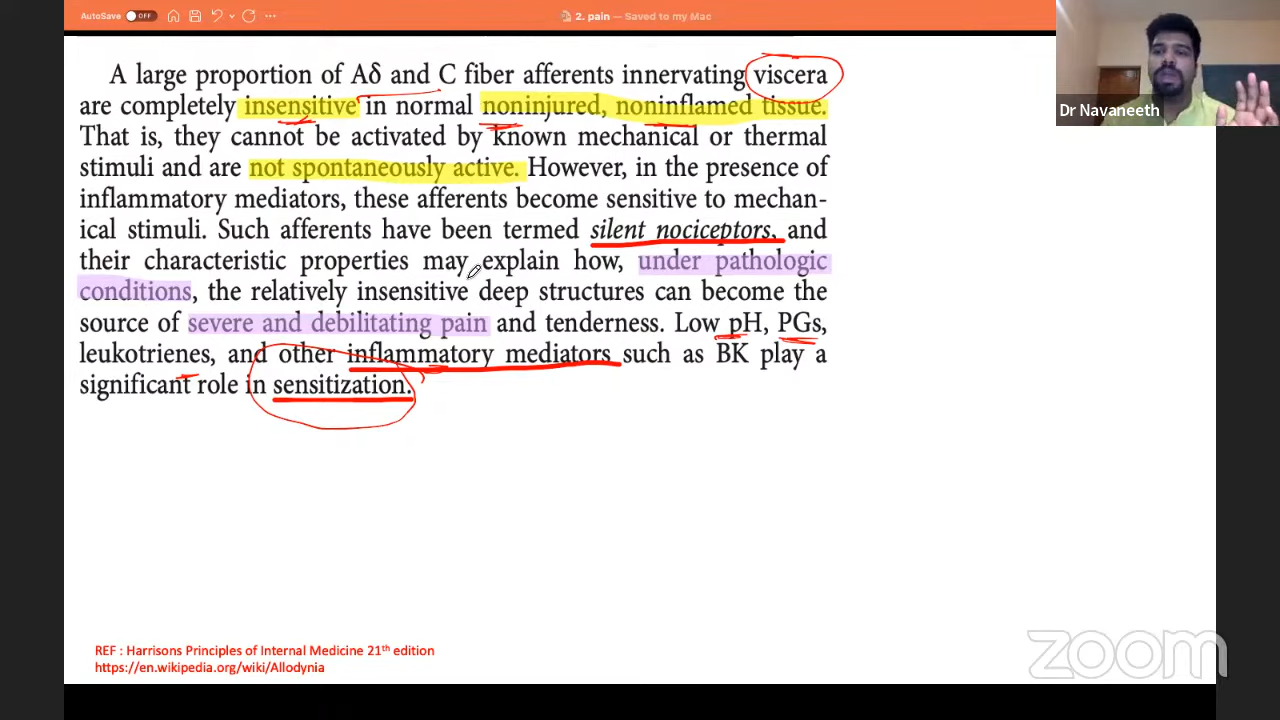 AutoSave OFF
2. pain — Saved to my Mac
A large proportion of Aδ and C fiber afferents innervating viscera
are completely insensitive in normal noninjured, noninflamed tissue.
That is, they cannot be activated by known mechanical or thermal
stimuli and are not spontaneously active. However, in the presence of
inflammatory mediators, these afferents become sensitive to mechan-
ical stimuli. Such afferents have been termed silent nociceptors, and
their characteristic properties may explain how, under pathologic
conditions, the relatively insensitive deep structures can become the
source of severe and debilitating pain and tenderness. Low pH, PGs,
leukotrienes, and other inflammatory mediators such as BK play a
significant role in sensitization.
REF : Harrisons Principles of Internal Medicine 21th edition
https://en.wikipedia.org/wiki/Allodynia
Dr Navaneeth
zoom